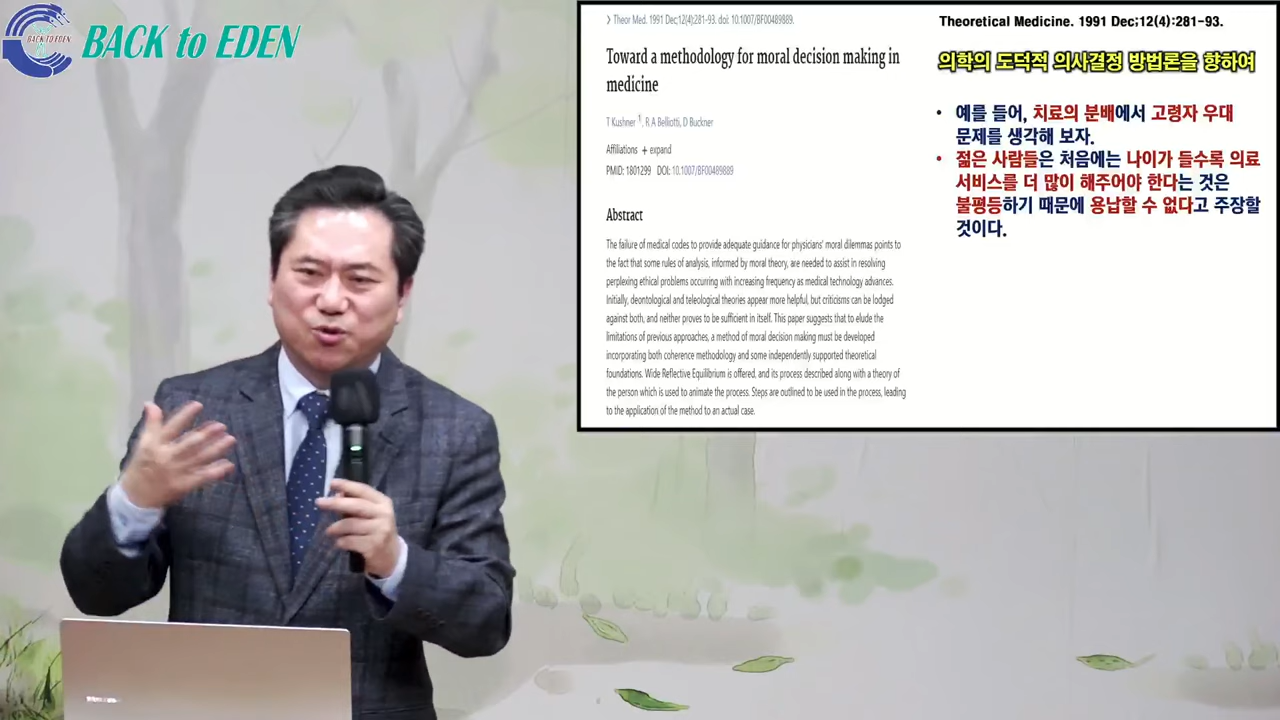 BACK TO EDEN
BACK to EDEN
> Theor Med. 1991 Dec;12(4):281-93. doi: 10.1007/BF00489889.
Toward a methodology for moral decision making in
medicine
T Kushner 1, R A Belliotti, D Buckner
Affiliations + expand
PMID: 1801299 DOI: 10.1007/BF00489889
Abstract
The failure of medical codes to provide adequate guidance for physicians' moral dilemmas points to
the fact that some rules of analysis, informed by moral theory, are needed to assist in resolving
perplexing ethical problems occurring with increasing frequency as medical technology advances.
Initially, deontological and teleological theories appear more helpful, but criticisms can be lodged
against both, and neither proves to be sufficient in itself. This paper suggests that to elude the
limitations of previous approaches, a method of moral decision making must be developed
incorporating both coherence methodology and some independently supported theoretical
foundations. Wide Reflective Equilibrium is offered, and its process described along with a theory of
the person which is used to animate the process. Steps are outlined to be used in the process, leading
to the application of the method to an actual case.
Theoretical Medicine. 1991 Dec;12(4):281-93.
의학의 도덕적 의사결정 방법론을 향하여
• 예를 들어, 치료의 분배에서 고령자 우대
문제를 생각해 보자.
• 젊은 사람들은 처음에는 나이가 들수록 의료
서비스를 더 많이 해주어야 한다는 것은
불평등하기 때문에 용납할 수 없다고 주장할
것이다.